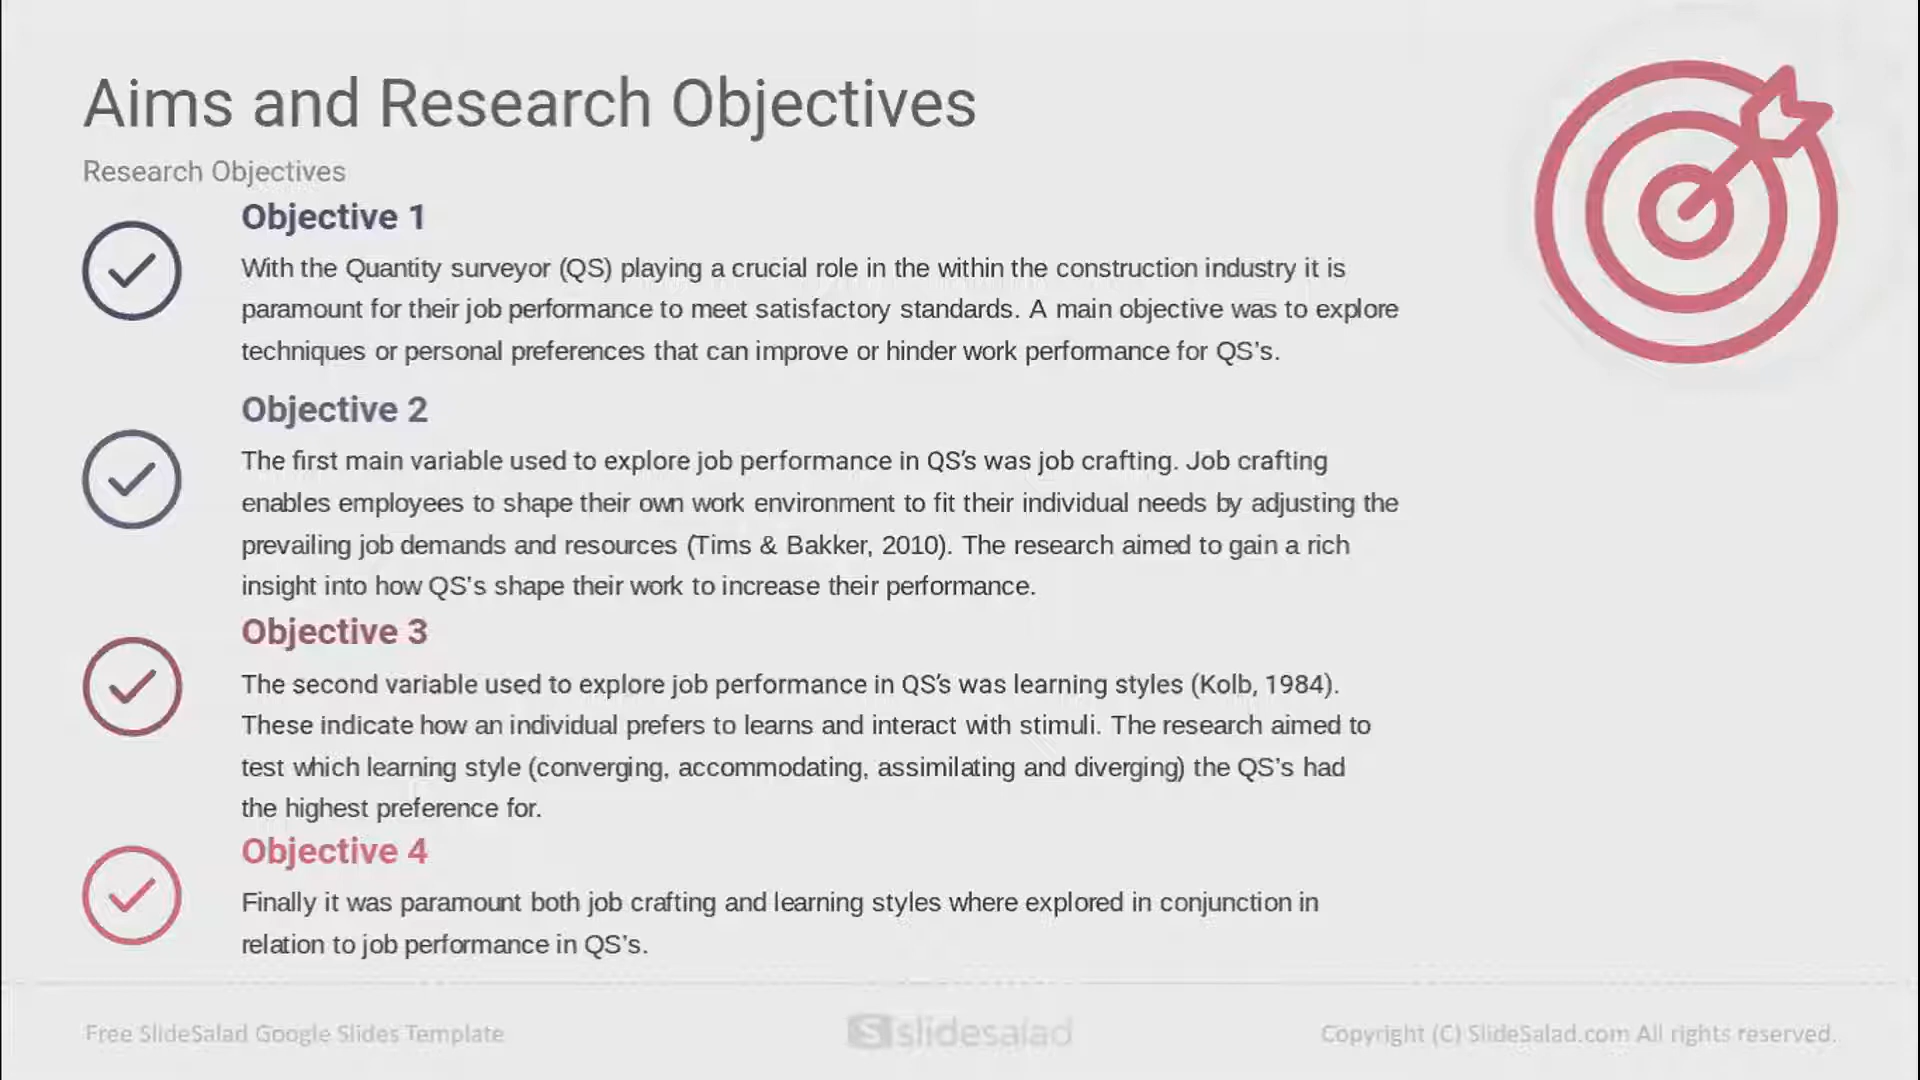 Aims and Research Objectives
Research Objectives
Objective 1
With the Quantity surveyor (QS) playing a crucial role in the within the construction industry it is
paramount for their job performance to meet satisfactory standards. A main objective was to explore
techniques or personal preferences that can improve or hinder work performance for QS's.
Objective 2
The first main variable used to explore job performance in QS's was job crafting. Job crafting
enables employees to shape their own work environment to fit their individual needs by adjusting the
prevailing job demands and resources (Tims & Bakker, 2010). The research aimed to gain a rich
insight into how QS's shape their work to increase their performance.
Objective 3
The second variable used to explore job performance in QS's was learning styles (Kolb, 1984).
These indicate how an individual prefers to learns and interact with stimuli. The research aimed to
test which learning style (converging, accommodating, assimilating and diverging) the QS's had
the highest preference for.
Objective 4
Finally it was paramount both job crafting and learning styles where explored in conjunction in
relation to job performance in QS's.
Free SlideSalad Google Slides Template
slidesalad
Copyright (C) SlideSalad.com All rights reserved.